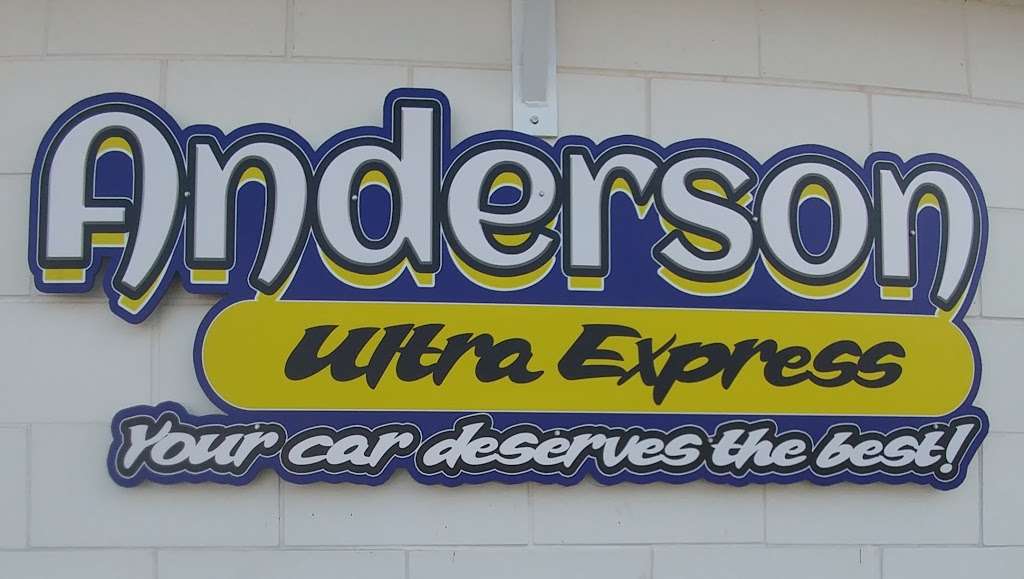 Anderson
Ultra Express
Your car deserves the best!